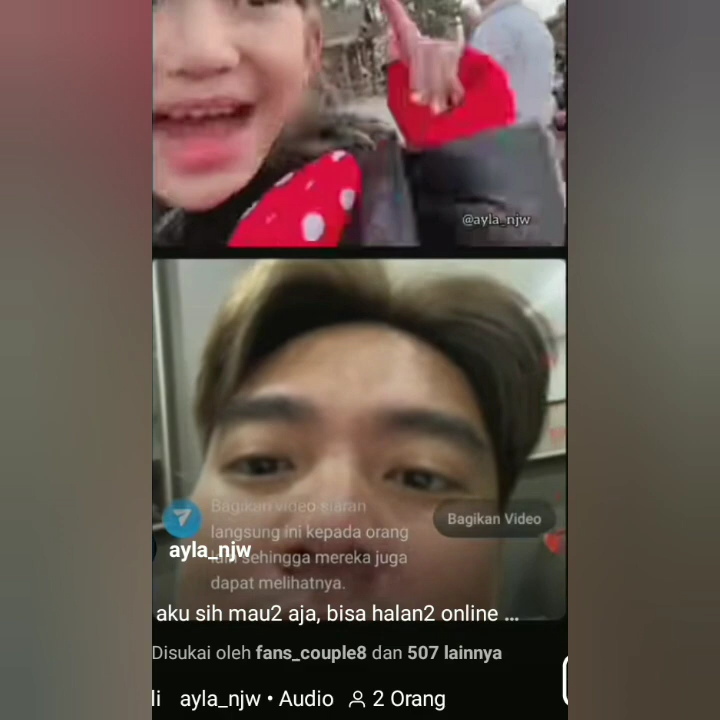 @ayla_njw
Bagikan video siaran
langsung ini kepada orang
Bagikan Video
ayla_njw
lain sehingga mereka juga
dapat melihatnya.
aku sih mau2 aja, bisa halan2 online ...
Disukai oleh fans_couple8 dan 507 lainnya
li ayla_njw • Audio 2 Orang